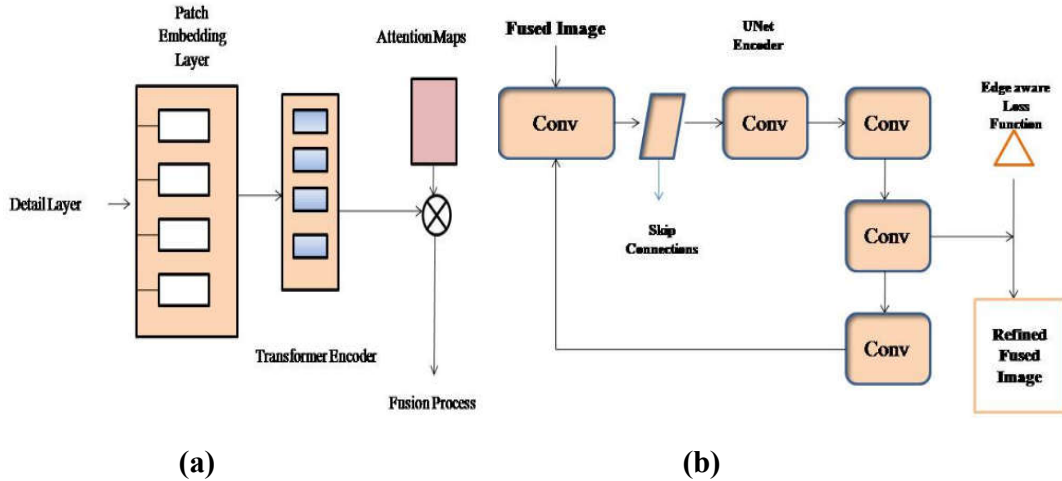 Patch
Embedding
Layer
Attention Maps
Detail Layer
Transformer Encoder
Fusion Process
(a)
Fused Image
UNet
Encoder
Conv
Conv
Conv
Edge aware
Loss
Function
Skip
Connections
Conv
Conv
Refined
Fused
Image
(b)